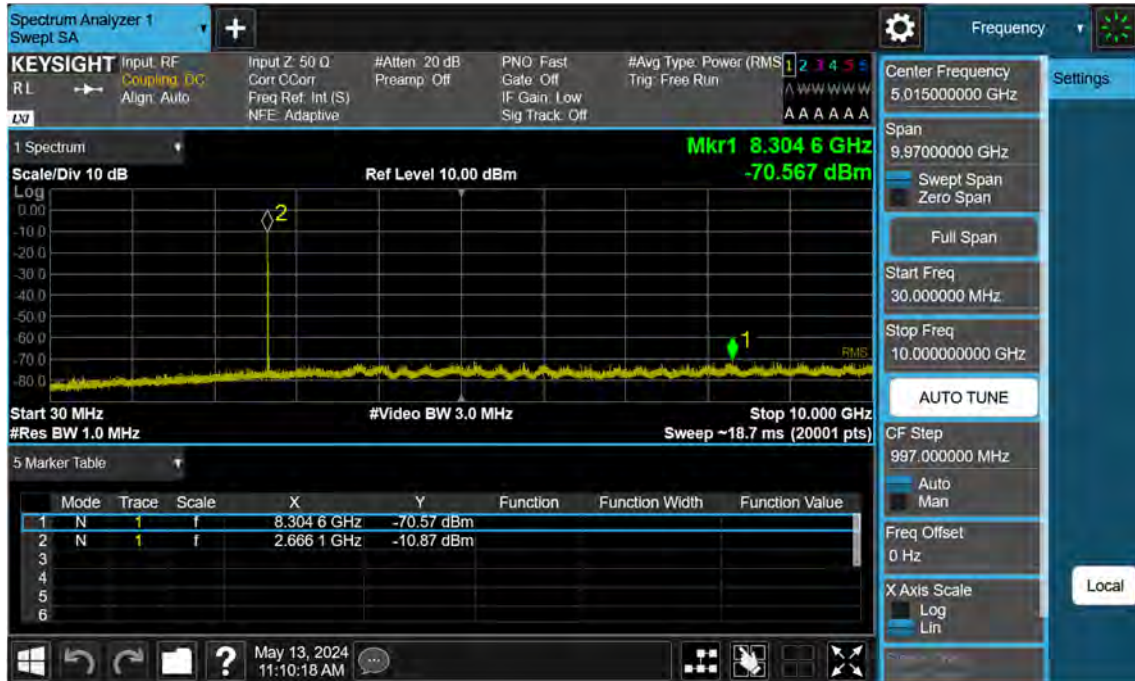 Spectrum Analyzer 1
Swept SA
+
Frequency
KEYSIGHT
Input: RF
Input Z: 50 Ω
#Atten: 20 dB
PNO: Fast
#Avg Type: Power (RMS
1 2 3 4 5 6
RL
Coupling: DC
Corr CCorr
Preamp: Off
Gate: Off
Trig: Free Run
A W W W W W
Align: Auto
Freq Ref: Int (S)
IF Gain: Low
LXI
NFE: Adaptive
Sig Track: Off
A A A A A A
1 Spectrum
Mkr1 8.304 6 GHz
Scale/Div 10 dB
Ref Level 10.00 dBm
-70.567 dBm
Log
0.00
-10.0
-20.0
-30.0
-40.0
-50.0
-60.0
-70.0
-80.0
2
1
RMS
Start 30 MHz
#Video BW 3.0 MHz
Stop 10.000 GHz
#Res BW 1.0 MHz
Sweep ~18.7 ms (20001 pts)
5 Marker Table
Mode Trace Scale X Y Function Function Width Function Value
1 N 1 f 8.304 6 GHz -70.57 dBm
2 N 1 f 2.666 1 GHz -10.87 dBm
3
4
5
6
May 13, 2024
11:10:18 AM
?
Center Frequency
5.015000000 GHz
Settings
Span
9.97000000 GHz
Swept Span
Zero Span
Full Span
Start Freq
30.000000 MHz
Stop Freq
10.000000000 GHz
AUTO TUNE
CF Step
997.000000 MHz
Auto
Man
Freq Offset
0 Hz
X Axis Scale
Log
Lin
Local